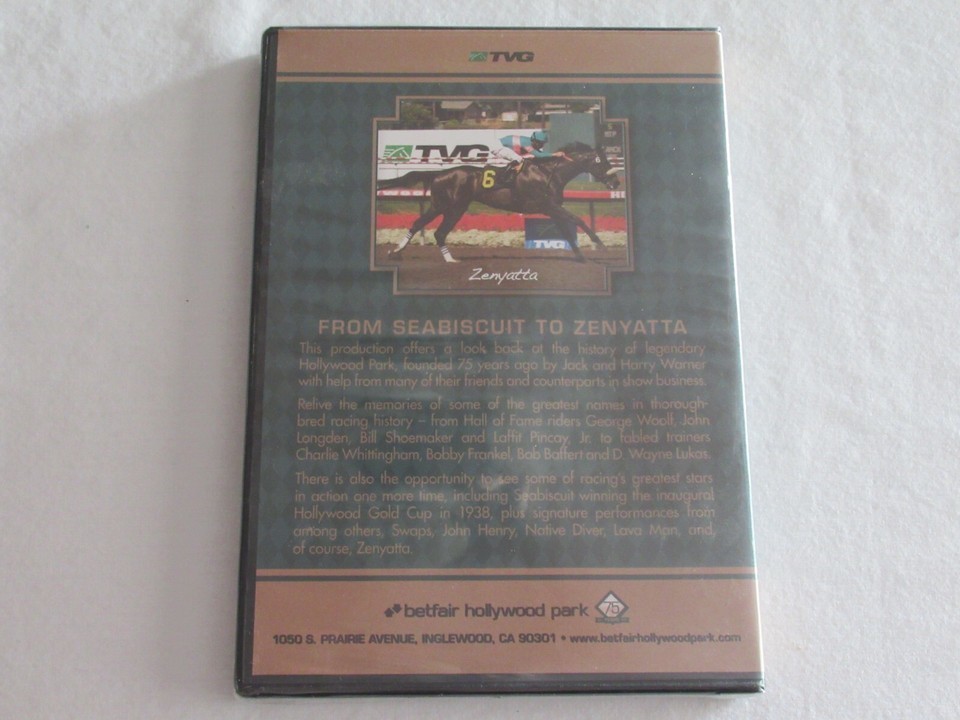 TVG
TVG
6
TVG
Zenyatta
FROM SEABISCUIT TO ZENYATTA
This production offers a look back at the history of legendary
Hollywood Park, founded 75 years ago by Jack and Harry Warner
with help from many of their friends and counterparts in show business.
Relive the memories of some of the greatest names in thorough-
bred racing history – from Hall of Fame riders George Woolf, John
Longden, Bill Shoemaker and Laffit Pincay, Jr. to fabled trainers
Charlie Whittingham, Bobby Frankel, Bob Baffert and D. Wayne Lukas.
There is also the opportunity to see some of racing's greatest stars
in action one more time, including Seabiscuit winning the inaugural
Hollywood Gold Cup in 1938, plus signature performances from
among others, Swaps, John Henry, Native Diver, Lava Man, and,
of course, Zenyatta.
betfair hollywood park 75
1050 S. PRAIRIE AVENUE, INGLEWOOD, CA 90301 • www.betfairhollywoodpark.com